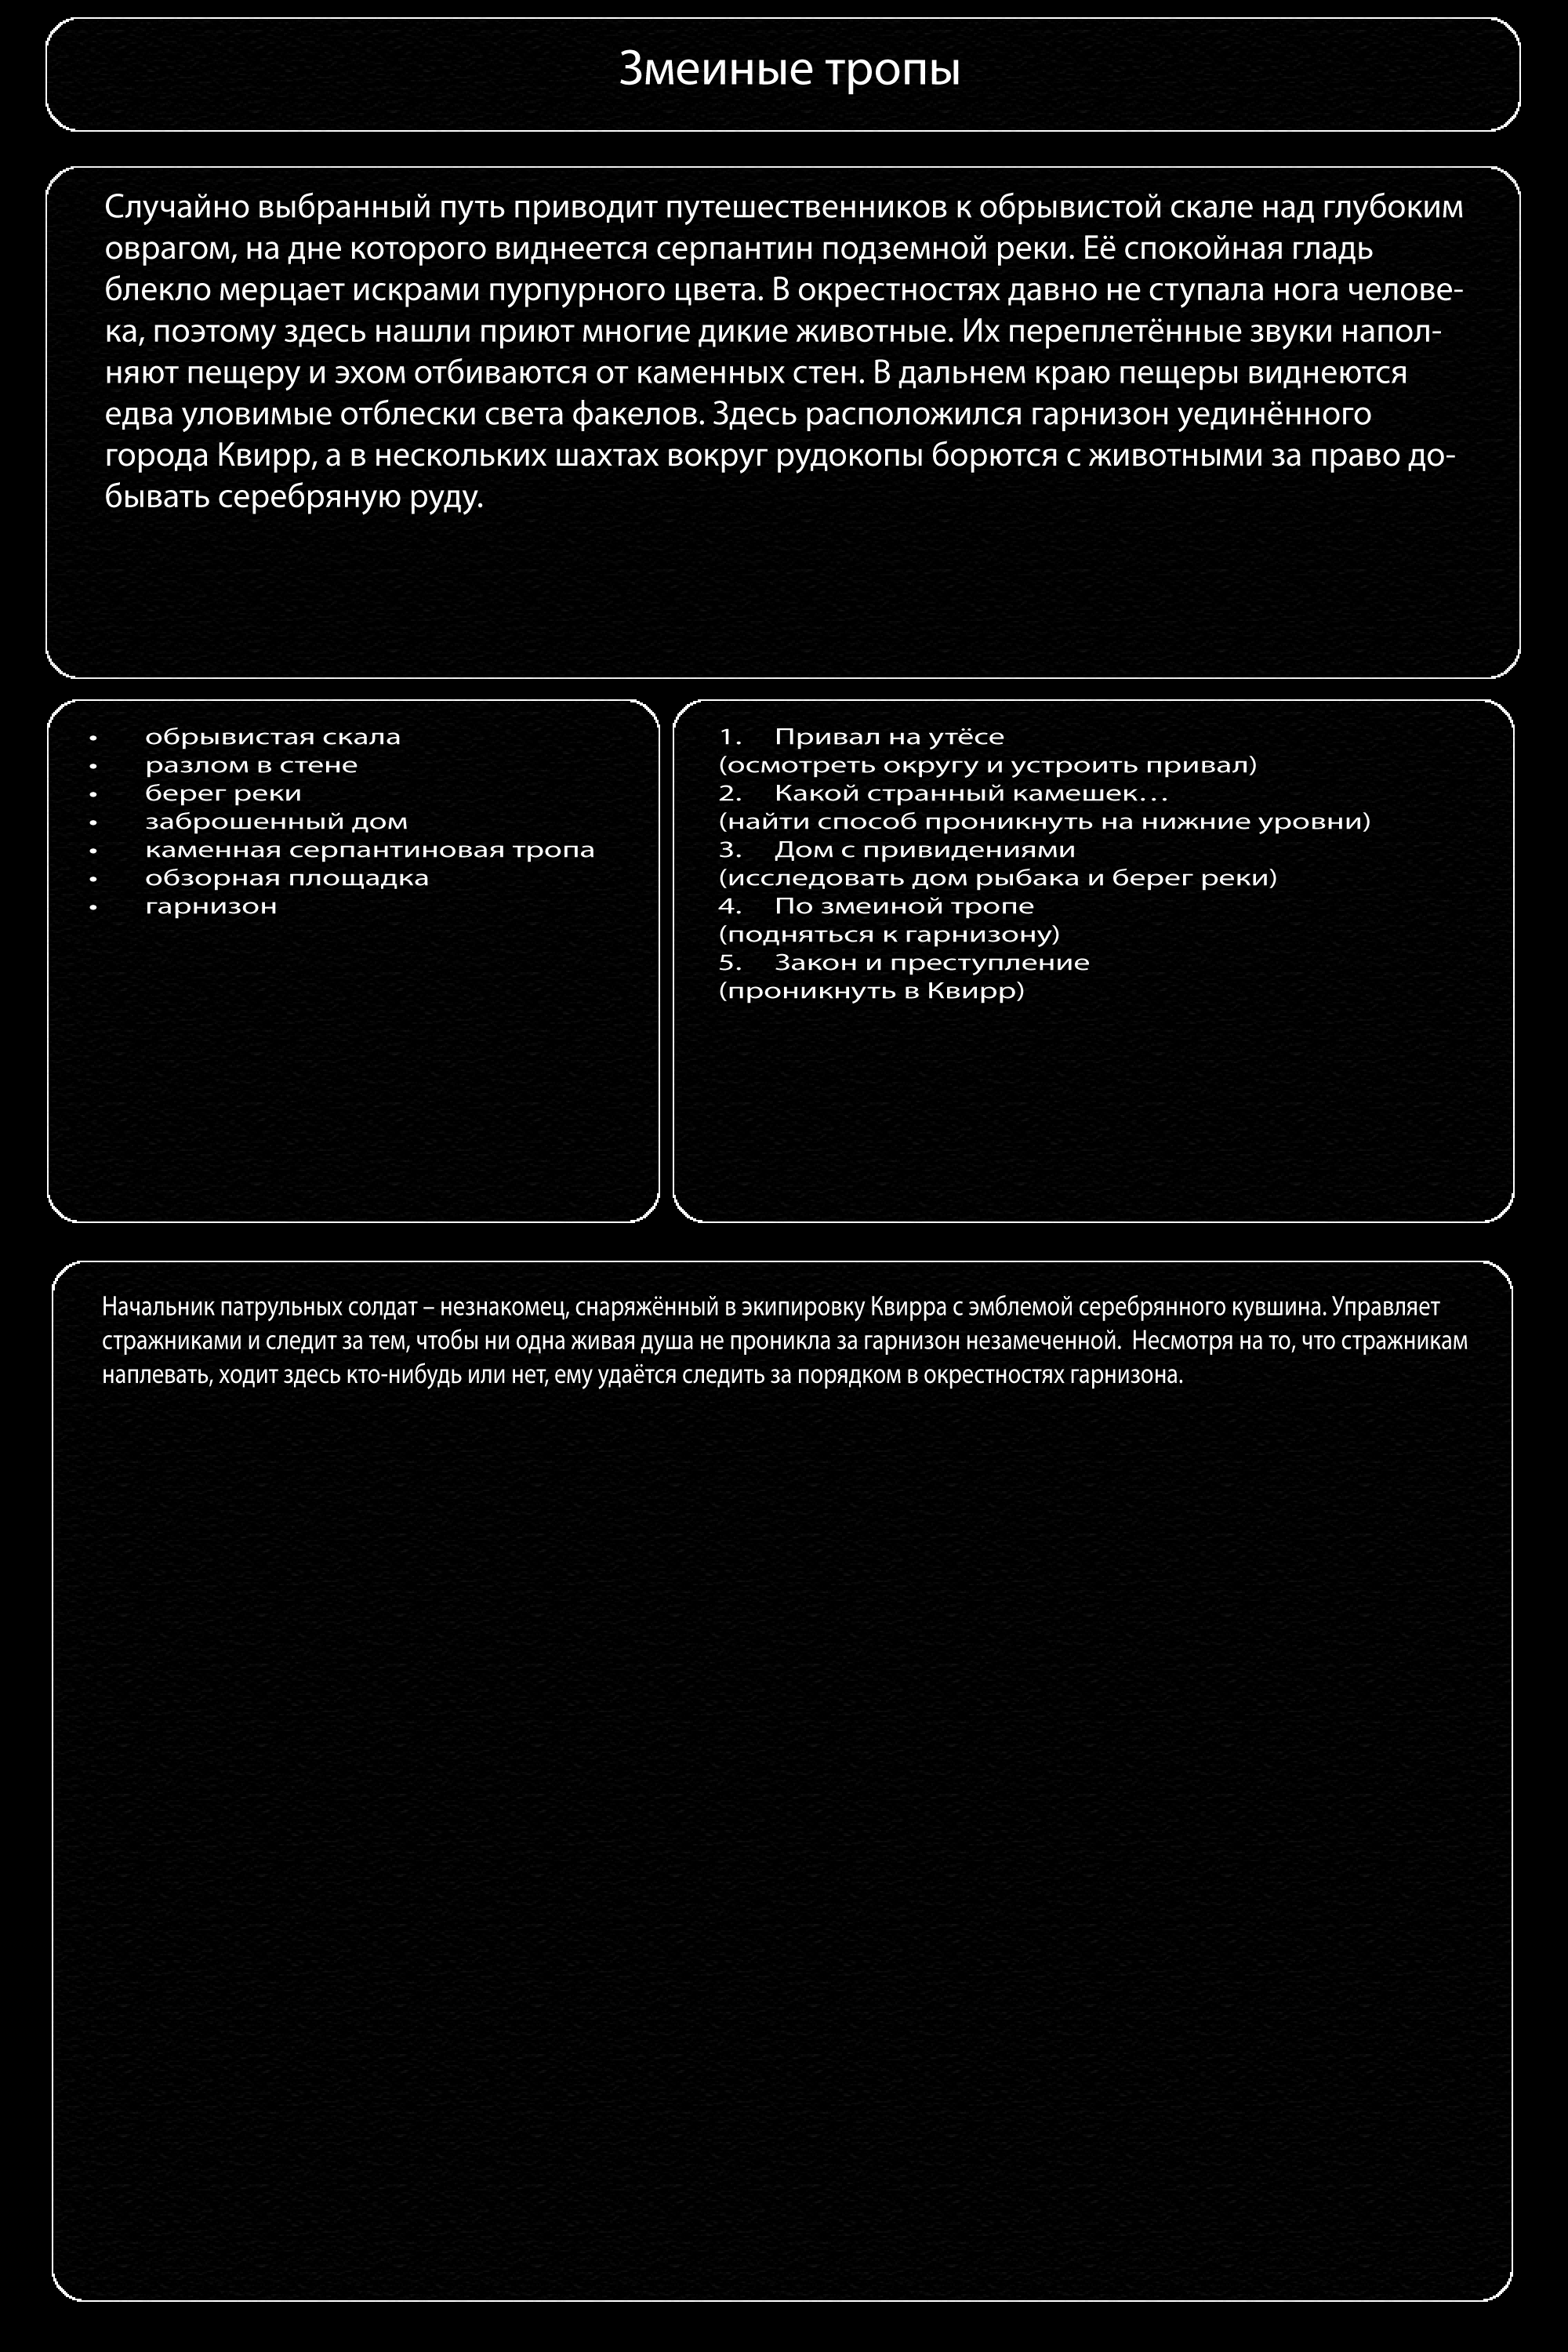 Змеиные тропы
Случайно выбранный путь приводит путешественников к обрывистой скале над глубоким
оврагом, на дне которого виднеется серпантин подземной реки. Её спокойная гладь
блекло мерцает искрами пурпурного цвета. В окрестностях давно не ступала нога челове-
ка, поэтому здесь нашли приют многие дикие животные. Их переплетённые звуки напол-
няют пещеру и эхом отбиваются от каменных стен. В дальнем краю пещеры виднеются
едва уловимые отблески света факелов. Здесь расположился гарнизон уединённого
города Квирр, а в нескольких шахтах вокруг рудокопы борются с животными за право до-
бывать серебряную руду.
• обрывистая скала
• разлом в стене
• берег реки
• заброшенный дом
• каменная серпантиновая тропа
• обзорная площадка
• гарнизон
1. Привал на утёсе
(осмотреть округу и устроить привал)
2. Какой странный камешек…
(найти способ проникнуть на нижние уровни)
3. Дом с привидениями
(исследовать дом рыбака и берег реки)
4. По змеиной тропе
(подняться к гарнизону)
5. Закон и преступление
(проникнуть в Квирр)
Начальник патрульных солдат – незнакомец, снаряжённый в экипировку Квирра с эмблемой серебрянного кувшина. Управляет
стражниками и следит за тем, чтобы ни одна живая душа не проникла за гарнизон незамеченной.  Несмотря на то, что стражникам
наплевать, ходит здесь кто-нибудь или нет, ему удаётся следить за порядком в окрестностях гарнизона.